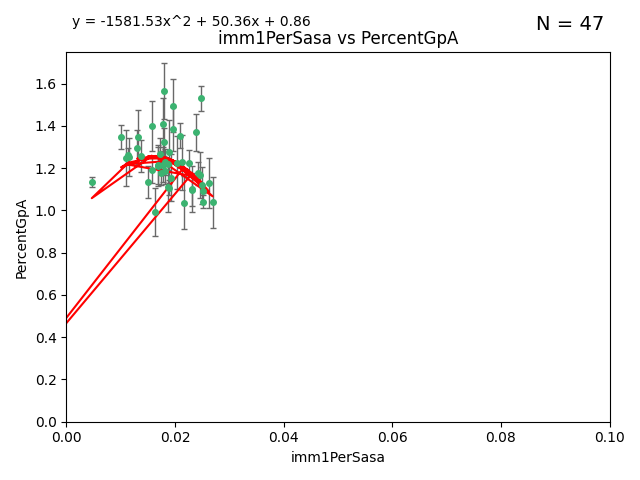 y = -1581.53x^2 + 50.36x + 0.86
N = 47
imm1PerSasa vs PercentGpA
PercentGpA
1.6
1.4
1.2
1.0
0.8
0.6
0.4
0.2
0.0
0.00 0.02 0.04 0.06 0.08 0.10
imm1PerSasa